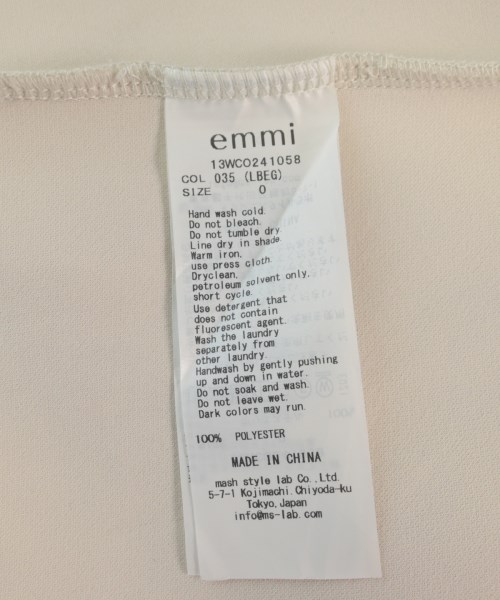 emmi
13WCO241058
COL 035 (LBEG)
SIZE 0
Hand wash cold.
Do not bleach.
Do not tumble dry.
Line dry in shade.
Warm iron,
use press cloth.
Dryclean,
petroleum solvent only,
short cycle.
Use detergent that
does not contain
fluorescent agent.
Wash the laundry
separately from
other laundry.
Handwash by gently pushing
up and down in water.
Do not soak and wash.
Do not leave wet.
Dark colors may run.
100% POLYESTER
MADE IN CHINA
mash style lab Co.,Ltd.
5-7-1 Kojimachi.Chiyoda-ku
Tokyo,Japan
info@ms-lab.com